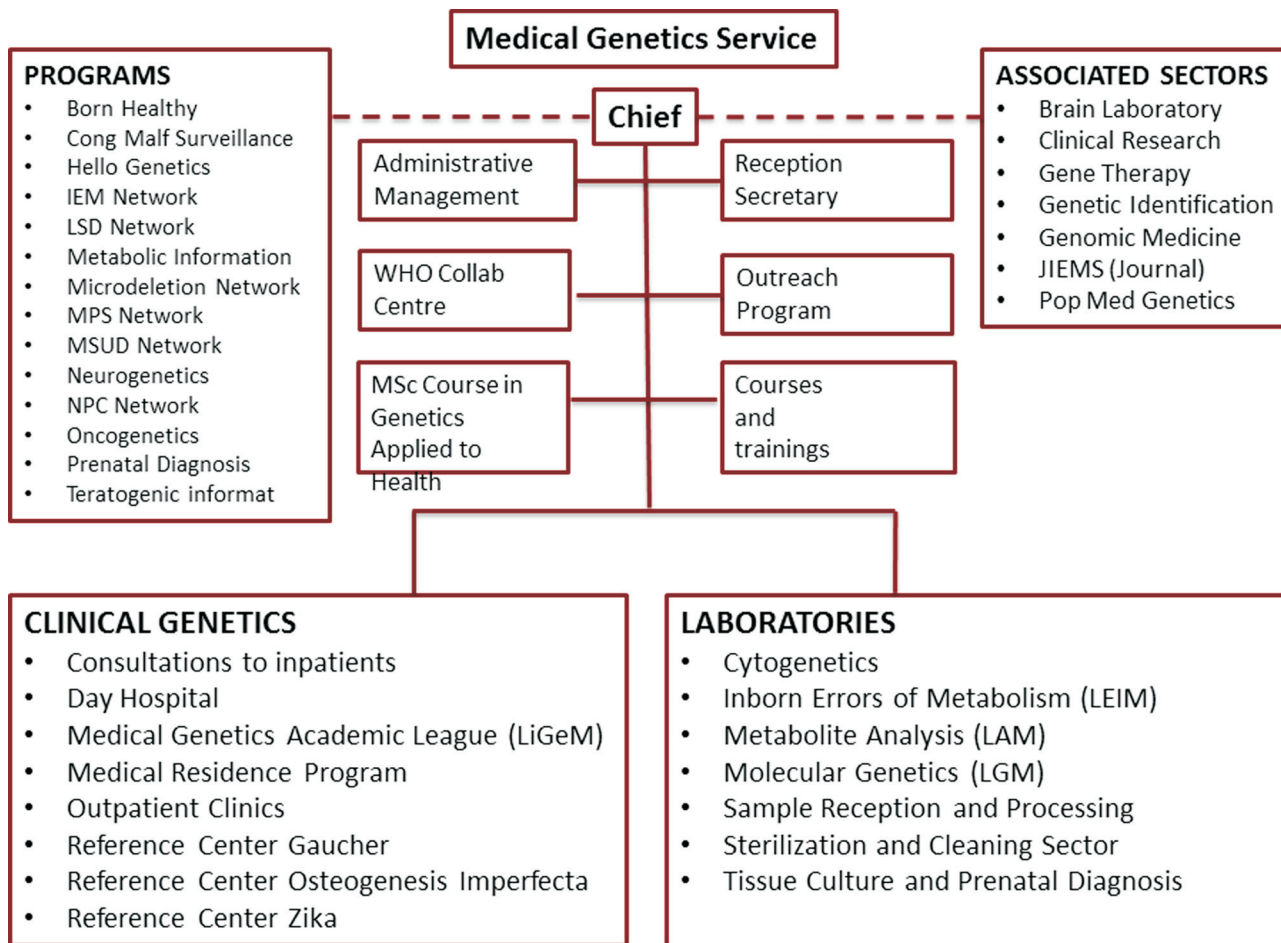 Medical Genetics Service
PROGRAMS
• Born Healthy
• Cong Malf Surveillance
• Hello Genetics
• IEM Network
• LSD Network
• Metabolic Information
• Microdeletion Network
• MPS Network
• MSUD Network
• Neurogenetics
• NPC Network
• Oncogenetics
• Prenatal Diagnosis
• Teratogenic informat
Chief
Administrative
Management
Reception
Secretary
WHO Collab
Centre
Outreach
Program
MSc Course in
Genetics
Applied to
Health
Courses
and
trainings
ASSOCIATED SECTORS
• Brain Laboratory
• Clinical Research
• Gene Therapy
• Genetic Identification
• Genomic Medicine
• JIEMS (Journal)
• Pop Med Genetics
CLINICAL GENETICS
• Consultations to inpatients
• Day Hospital
• Medical Genetics Academic League (LiGeM)
• Medical Residence Program
• Outpatient Clinics
• Reference Center Gaucher
• Reference Center Osteogenesis Imperfecta
• Reference Center Zika
LABORATORIES
• Cytogenetics
• Inborn Errors of Metabolism (LEIM)
• Metabolite Analysis (LAM)
• Molecular Genetics (LGM)
• Sample Reception and Processing
• Sterilization and Cleaning Sector
• Tissue Culture and Prenatal Diagnosis